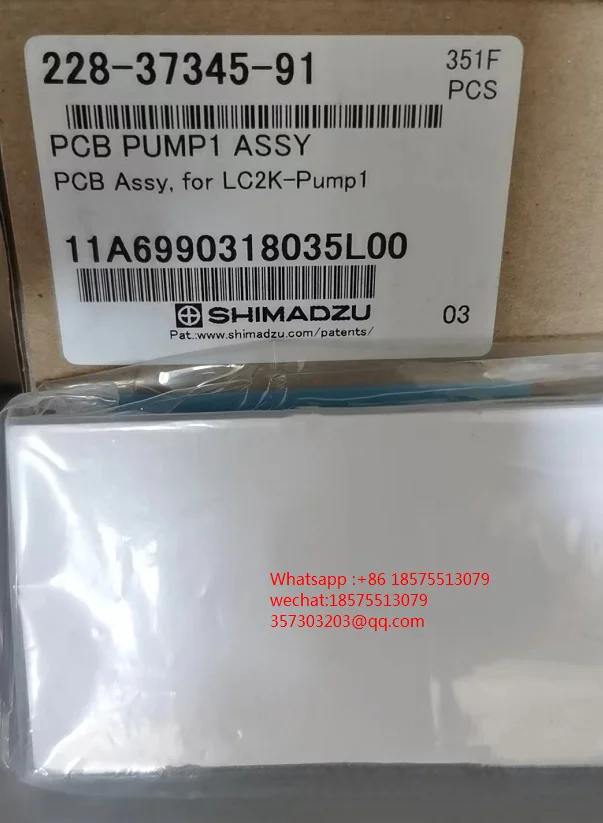 228-37345-91
351F
PCS
PCB PUMP1 ASSY
PCB Assy, for LC2K-Pump1
11A6990318035L00
SHIMADZU
03
Pat.:www.shimadzu.com/patents/
Whatsapp :+86 18575513079
wechat:18575513079
357303203@qq.com